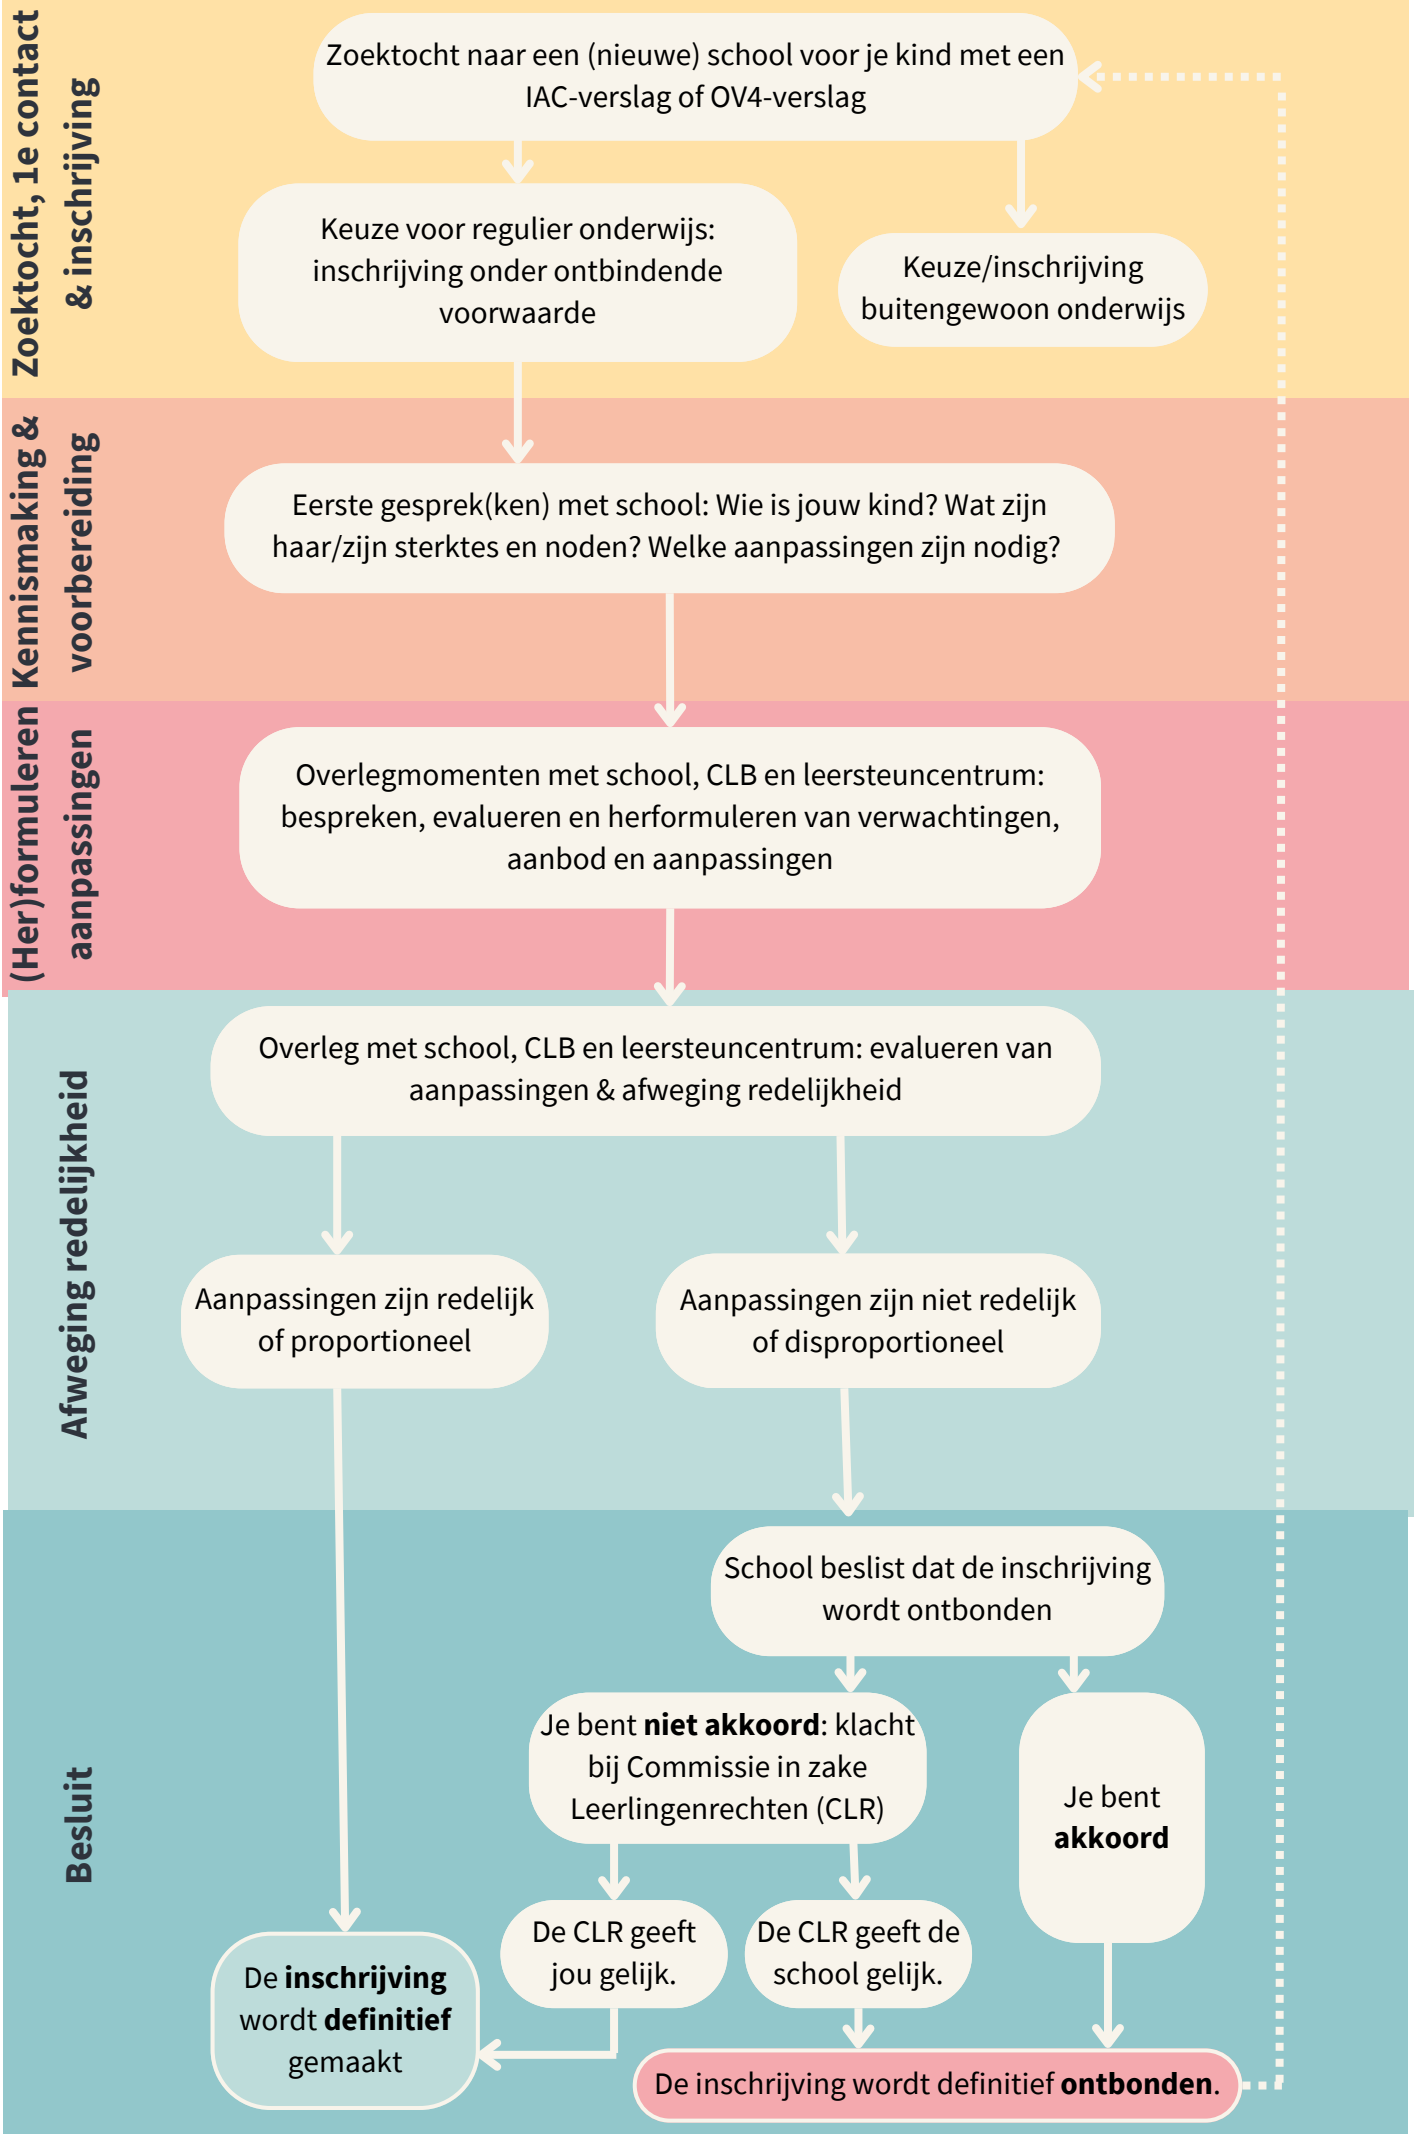 Zoektocht, 1e contact
& inschrijving
Zoektocht naar een (nieuwe) school voor je kind met een
IAC-verslag of OV4-verslag
Keuze voor regulier onderwijs:
inschrijving onder ontbindende
voorwaarde
Keuze/inschrijving
buitengewoon onderwijs
Kennismaking &
voorbereiding
Eerste gesprek(ken) met school: Wie is jouw kind? Wat zijn
haar/zijn sterktes en noden? Welke aanpassingen zijn nodig?
(Her)formuleren
aanpassingen
Overlegmomenten met school, CLB en leersteuncentrum:
bespreken, evalueren en herformuleren van verwachtingen,
aanbod en aanpassingen
Afweging redelijkheid
Overleg met school, CLB en leersteuncentrum: evalueren van
aanpassingen & afweging redelijkheid
Aanpassingen zijn redelijk
of proportioneel
Aanpassingen zijn niet redelijk
of disproportioneel
Besluit
School beslist dat de inschrijving
wordt ontbonden
Je bent niet akkoord: klacht
bij Commissie in zake
Leerlingenrechten (CLR)
Je bent
akkoord
De CLR geeft
jou gelijk.
De CLR geeft de
school gelijk.
De inschrijving
wordt definitief
gemaakt
De inschrijving wordt definitief ontbonden.